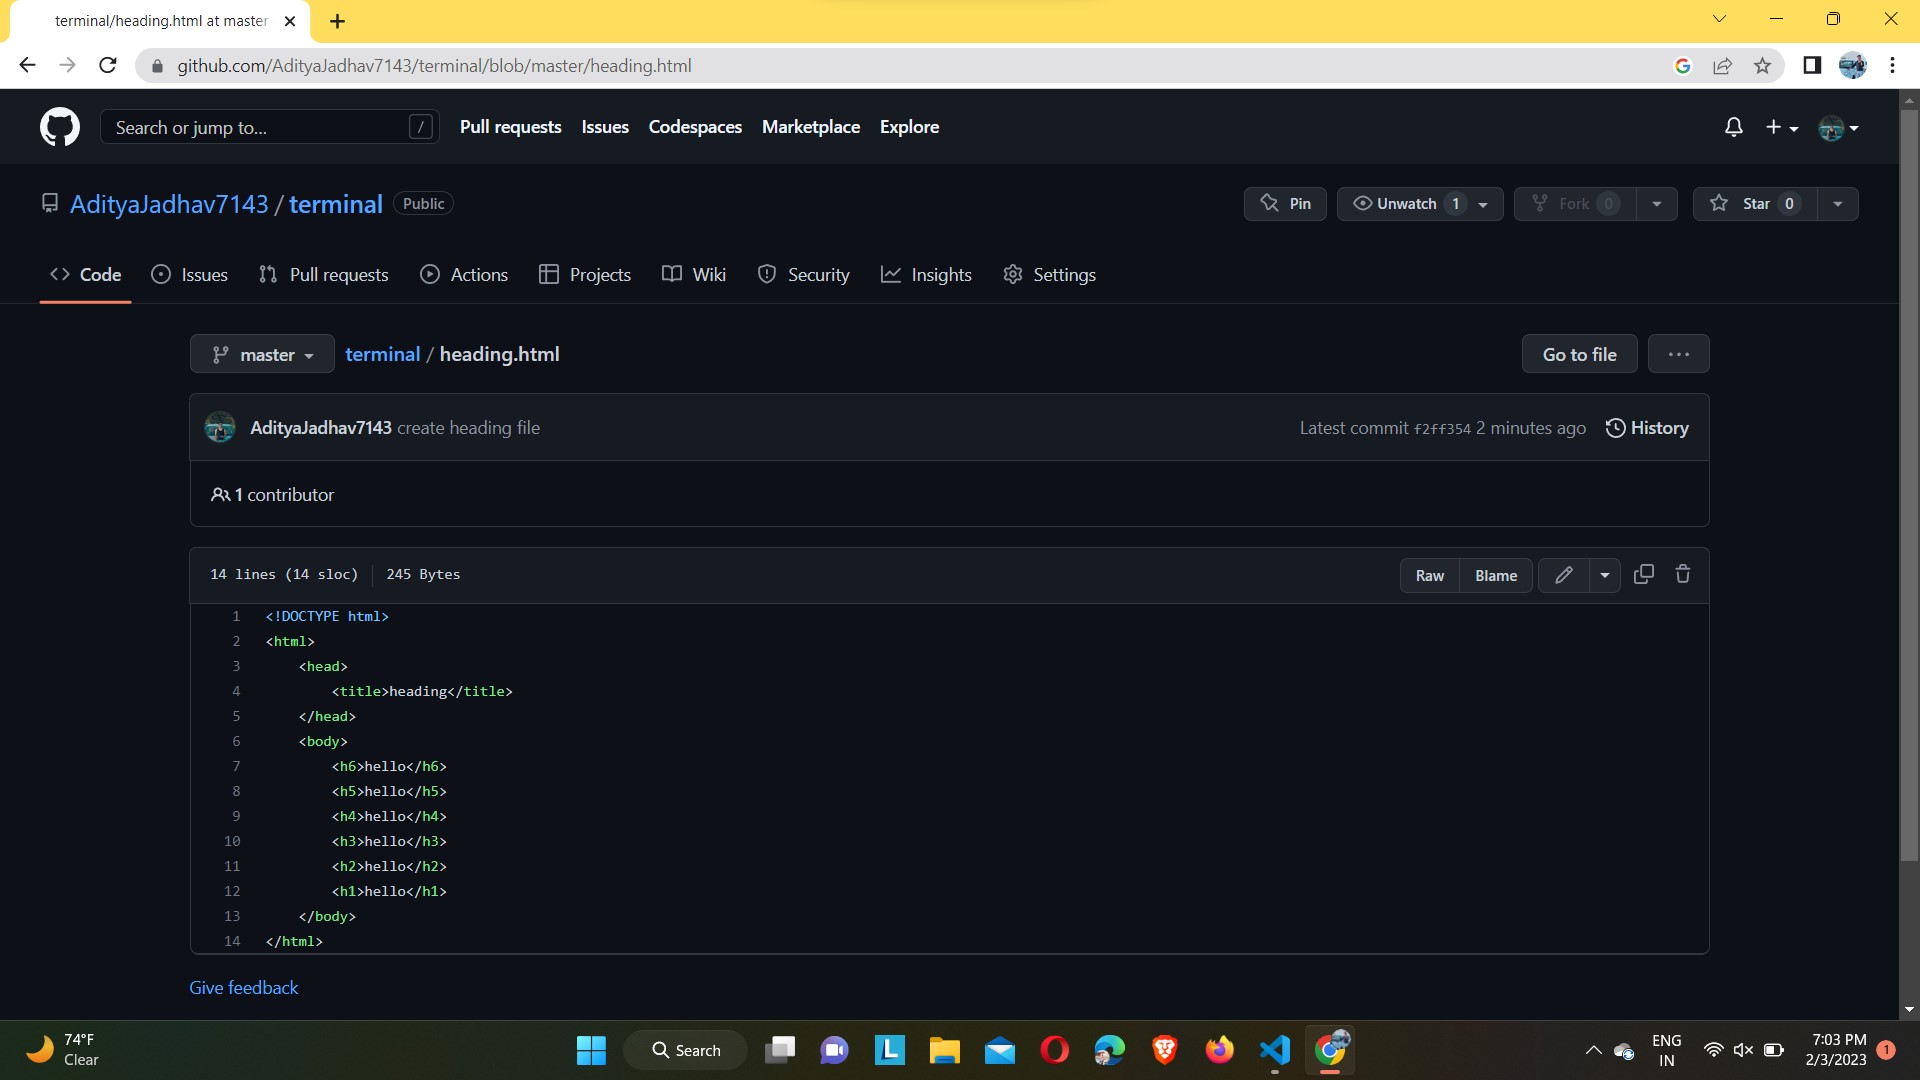 terminal/heading.html at master
github.com/AdityaJadhav7143/terminal/blob/master/heading.html
Search or jump to... /
Pull requests Issues Codespaces Marketplace Explore
AdityaJadhav7143 / terminal Public
Pin Unwatch 1 Fork 0 Star 0
Code Issues Pull requests Actions Projects Wiki Security Insights Settings
master terminal / heading.html Go to file ...
AdityaJadhav7143 create heading file Latest commit f2ff354 2 minutes ago History
1 contributor
14 lines (14 sloc) 245 Bytes Raw Blame
1 <!DOCTYPE html>
2 <html>
3 <head>
4 <title>heading</title>
5 </head>
6 <body>
7 <h6>hello</h6>
8 <h5>hello</h5>
9 <h4>hello</h4>
10 <h3>hello</h3>
11 <h2>hello</h2>
12 <h1>hello</h1>
13 </body>
14 </html>
Give feedback
74°F
Clear
Search
L
ENG
IN
7:03 PM
2/3/2023
1